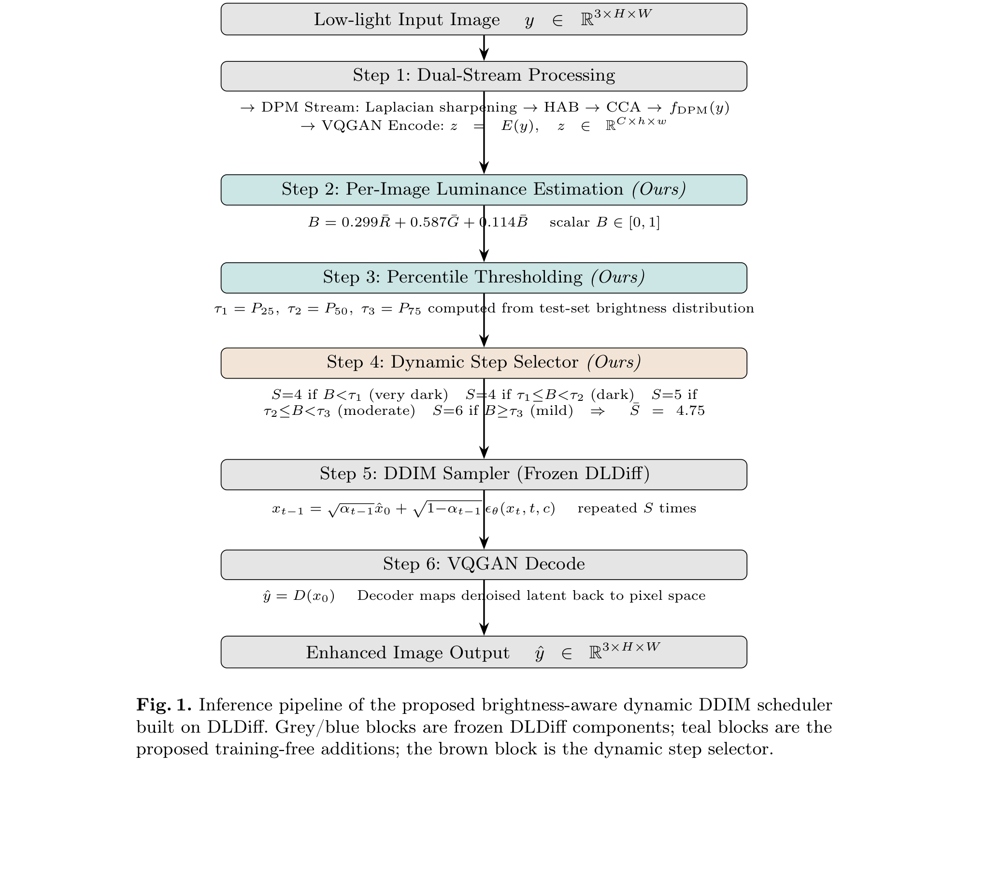 Low-light Input Image y ∈ ℝ^{3×H×W}
Step 1: Dual-Stream Processing
→ DPM Stream: Laplacian sharpening → HAB → CCA → f_{DPM}(y)
→ VQGAN Encode: z = E(y), z ∈ ℝ^{C×h×w}
Step 2: Per-Image Luminance Estimation (Ours)
B = 0.299R̄ + 0.587Ḡ + 0.114B̄ scalar B ∈ [0, 1]
Step 3: Percentile Thresholding (Ours)
τ₁ = P₂₅, τ₂ = P₅₀, τ₃ = P₇₅ computed from test-set brightness distribution
Step 4: Dynamic Step Selector (Ours)
S=4 if B<τ₁ (very dark) S=4 if τ₁≤B<τ₂ (dark) S=5 if
τ₂≤B<τ₃ (moderate) S=6 if B≥τ₃ (mild) ⇒ S̄ = 4.75
Step 5: DDIM Sampler (Frozen DLDiff)
x_{t−1} = √(α_{t−1}) x̂₀ + √(1−α_{t−1}) ϵ_θ(x_t, t, c) repeated S times
Step 6: VQGAN Decode
ŷ = D(x₀) Decoder maps denoised latent back to pixel space
Enhanced Image Output ŷ ∈ ℝ^{3×H×W}
Fig. 1. Inference pipeline of the proposed brightness-aware dynamic DDIM scheduler
built on DLDiff. Grey/blue blocks are frozen DLDiff components; teal blocks are the
proposed training-free additions; the brown block is the dynamic step selector.